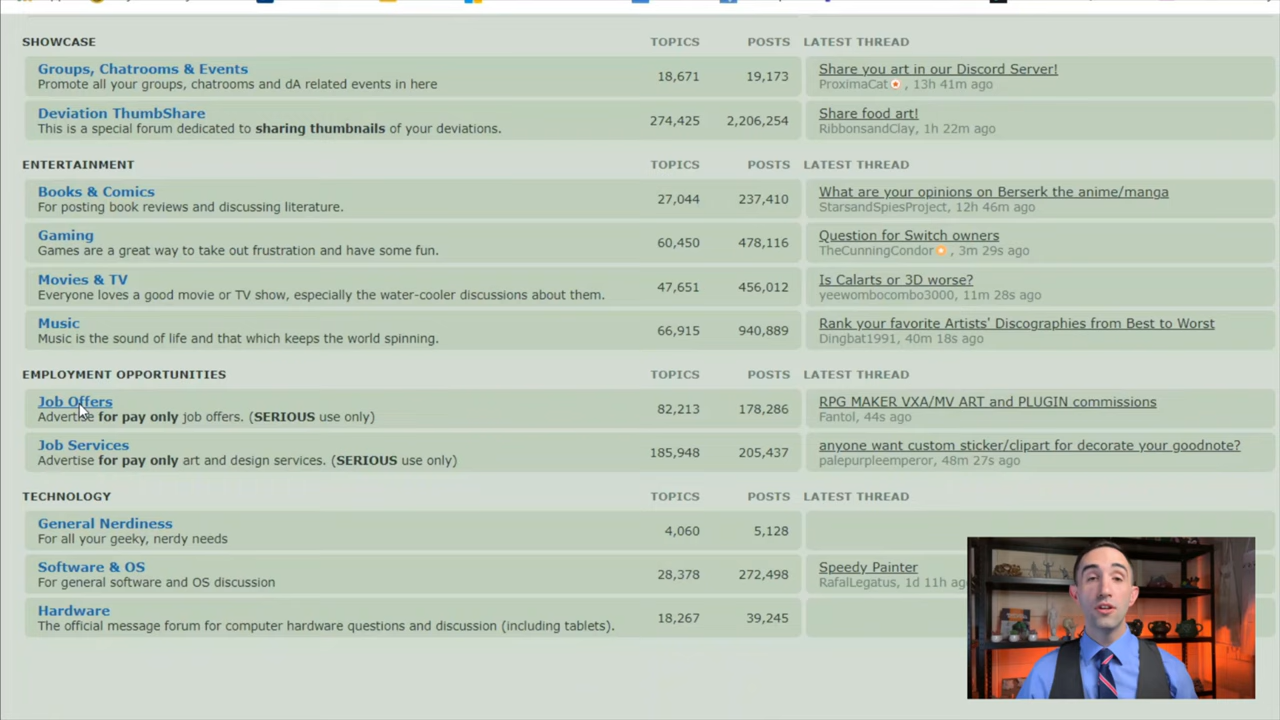 SHOWCASE TOPICS POSTS LATEST THREAD
Groups, Chatrooms & Events
Promote all your groups, chatrooms and dA related events in here
18,671 19,173
Share you art in our Discord Server!
ProximaCat , 13h 41m ago
Deviation ThumbShare
This is a special forum dedicated to sharing thumbnails of your deviations.
274,425 2,206,254
Share food art!
RibbonsandClay, 1h 22m ago
ENTERTAINMENT TOPICS POSTS LATEST THREAD
Books & Comics
For posting book reviews and discussing literature.
27,044 237,410
What are your opinions on Berserk the anime/manga
StarsandSpiesProject, 12h 46m ago
Gaming
Games are a great way to take out frustration and have some fun.
60,450 478,116
Question for Switch owners
TheCunningCondor , 3m 29s ago
Movies & TV
Everyone loves a good movie or TV show, especially the water-cooler discussions about them.
47,651 456,012
Is Calarts or 3D worse?
yeewombocombo3000, 11m 28s ago
Music
Music is the sound of life and that which keeps the world spinning.
66,915 940,889
Rank your favorite Artists' Discographies from Best to Worst
Dingbat1991, 40m 18s ago
EMPLOYMENT OPPORTUNITIES TOPICS POSTS LATEST THREAD
Job Offers
Advertise for pay only job offers. (SERIOUS use only)
82,213 178,286
RPG MAKER VXA/MV ART and PLUGIN commissions
Fantol, 44s ago
Job Services
Advertise for pay only art and design services. (SERIOUS use only)
185,948 205,437
anyone want custom sticker/clipart for decorate your goodnote?
palepurpleemperor, 48m 27s ago
TECHNOLOGY TOPICS POSTS LATEST THREAD
General Nerdiness
For all your geeky, nerdy needs
4,060 5,128
Software & OS
For general software and OS discussion
28,378 272,498
Speedy Painter
RafalLegatus, 1d 11h ag
Hardware
The official message forum for computer hardware questions and discussion (including tablets).
18,267 39,245